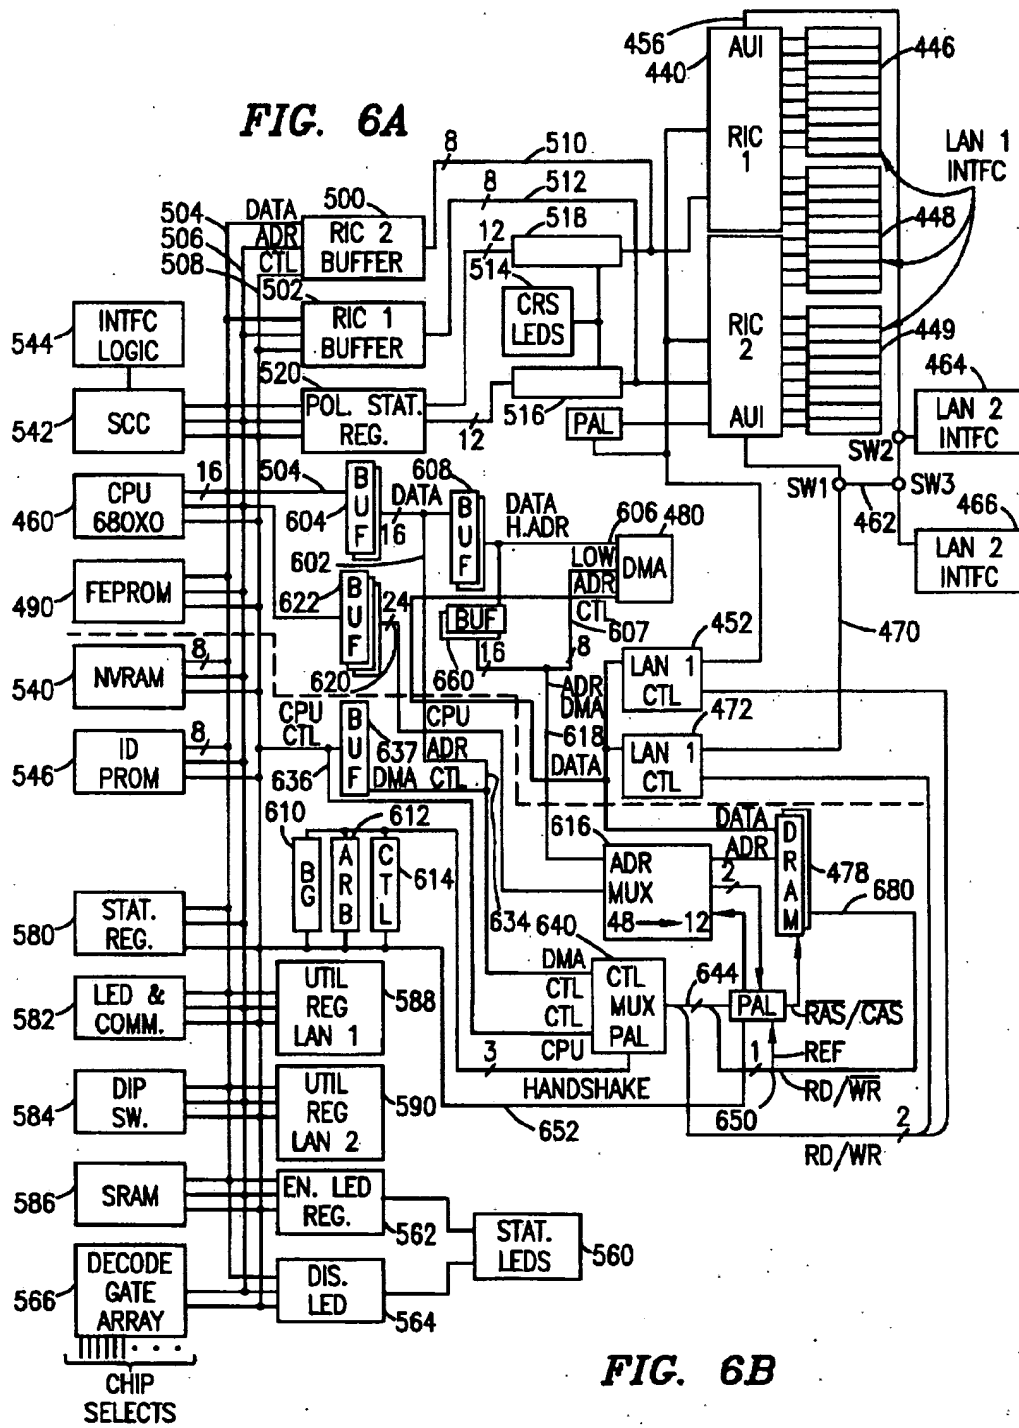 FIG. 6A
456
440
AUI
446
RIC
1
LAN 1
INTFC
448
8
510
8
512
12
518
504
506
508
DATA
ADR
CTL
500
RIC 2
BUFFER
502
RIC 1
BUFFER
514
CRS
LEDS
RIC
2
449
544
INTFC
LOGIC
520
POL. STAT.
REG.
12
516
PAL
AUI
464
LAN 2
INTFC
542
SCC
SW2
SW1
SW3
462
466
LAN 2
INTFC
460
CPU
680X0
16
504
604
BUF
DATA
16
608
BUF
DATA
H.ADR
606
480
LOW
ADR
CTL
DMA
602
607
490
FEPROM
622
BUF
24
620
BUF
660
16
8
470
452
LAN 1
CTL
540
NVRAM
8
ADR
DMA
618
472
LAN 1
CTL
CPU
CTL
BUF
637
CPU
ADR
DMA
CTL
DATA
546
ID
PROM
8
636
634
610
BG
612
ARB
CTL
614
616
ADR
MUX
48
12
DATA
ADR
2
DRAM
478
680
580
STAT.
REG.
640
DMA
CTL
CTL
CPU
CTL
MUX
PAL
644
PAL
RAS/CAS
REF
1
RD/WR
582
LED &
COMM.
UTIL
REG
LAN 1
588
3
HANDSHAKE
652
650
2
RD/WR
584
DIP
SW.
UTIL
REG
LAN 2
590
586
SRAM
EN. LED
REG.
562
STAT.
LEDS
560
566
DECODE
GATE
ARRAY
DIS.
LED
564
CHIP
SELECTS
FIG. 6B